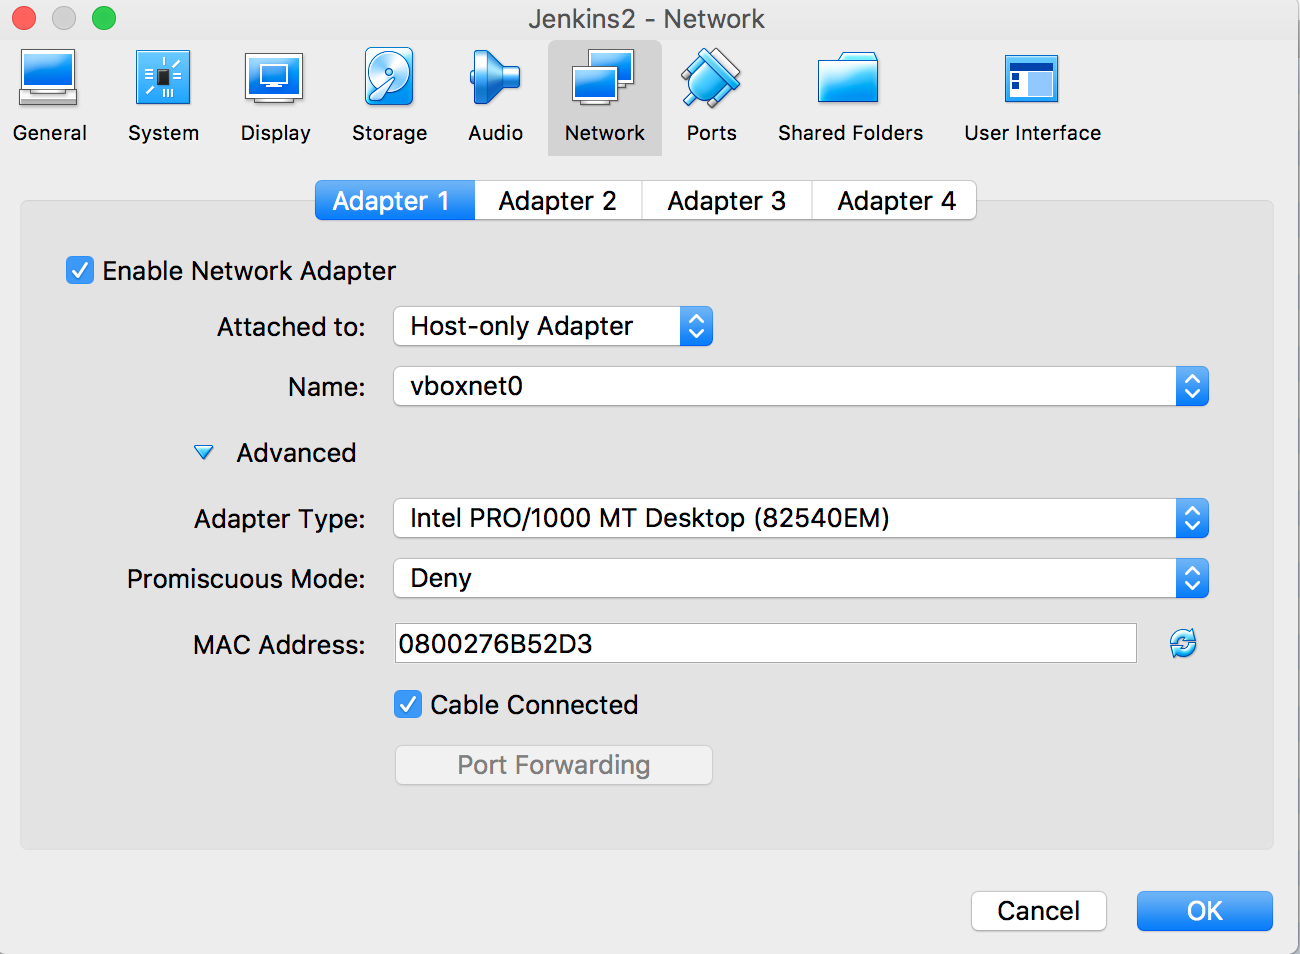 Jenkins2 - Network
General System Display Storage Audio Network Ports Shared Folders User Interface
Adapter 1 Adapter 2 Adapter 3 Adapter 4
Enable Network Adapter
Attached to: Host-only Adapter
Name: vboxnet0
Advanced
Adapter Type: Intel PRO/1000 MT Desktop (82540EM)
Promiscuous Mode: Deny
MAC Address: 0800276B52D3
Cable Connected
Port Forwarding
Cancel OK